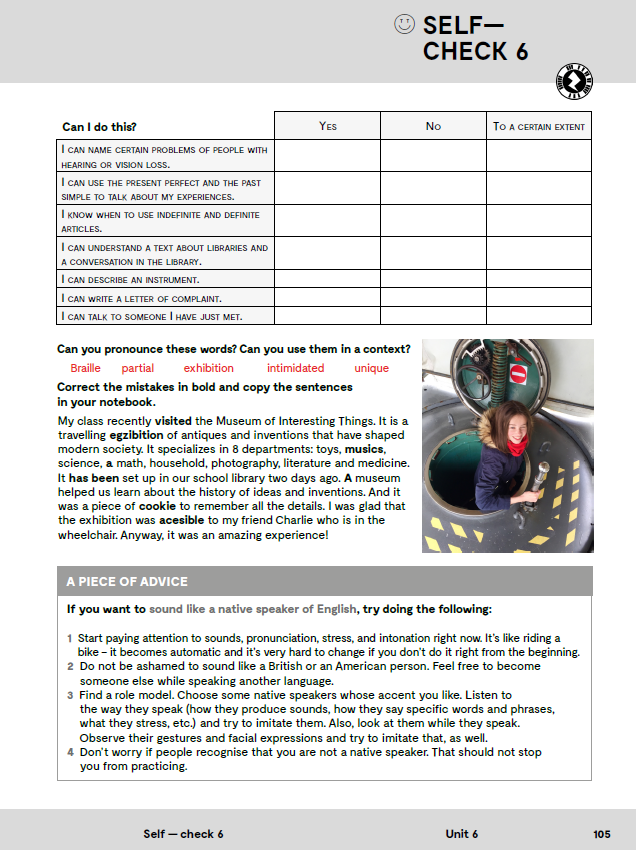 SELF—
CHECK 6
Can I do this?
YES
NO
TO A CERTAIN EXTENT
I CAN NAME CERTAIN PROBLEMS OF PEOPLE WITH
HEARING OR VISION LOSS.
I CAN USE THE PRESENT PERFECT AND THE PAST
SIMPLE TO TALK ABOUT MY EXPERIENCES.
I KNOW WHEN TO USE INDEFINITE AND DEFINITE
ARTICLES.
I CAN UNDERSTAND A TEXT ABOUT LIBRARIES AND
A CONVERSATION IN THE LIBRARY.
I CAN DESCRIBE AN INSTRUMENT.
I CAN WRITE A LETTER OF COMPLAINT.
I CAN TALK TO SOMEONE I HAVE JUST MET.
Can you pronounce these words? Can you use them in a context?
Braille partial exhibition intimidated unique
Correct the mistakes in bold and copy the sentences
in your notebook.
My class recently visited the Museum of Interesting Things. It is a
travelling egzibition of antiques and inventions that have shaped
modern society. It specializes in 8 departments: toys, musics,
science, a math, household, photography, literature and medicine.
It has been set up in our school library two days ago. A museum
helped us learn about the history of ideas and inventions. And it
was a piece of cookie to remember all the details. I was glad that
the exhibition was acesible to my friend Charlie who is in the
wheelchair. Anyway, it was an amazing experience!
A PIECE OF ADVICE
If you want to sound like a native speaker of English, try doing the following:
1 Start paying attention to sounds, pronunciation, stress, and intonation right now. It's like riding a
bike – it becomes automatic and it's very hard to change if you don't do it right from the beginning.
2 Do not be ashamed to sound like a British or an American person. Feel free to become
someone else while speaking another language.
3 Find a role model. Choose some native speakers whose accent you like. Listen to
the way they speak (how they produce sounds, how they say specific words and phrases,
what they stress, etc.) and try to imitate them. Also, look at them while they speak.
Observe their gestures and facial expressions and try to imitate that, as well.
4 Don't worry if people recognise that you are not a native speaker. That should not stop
you from practicing.
Self — check 6
Unit 6
105